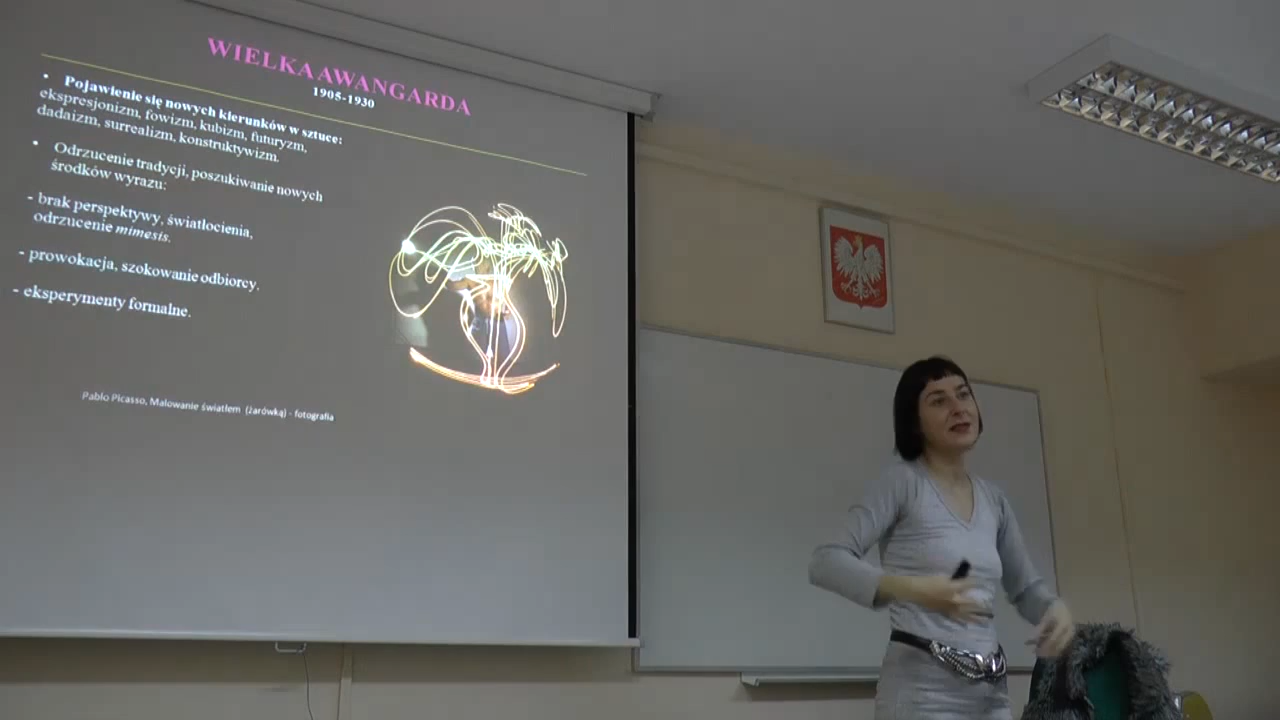 WIELKA AWANGARDA
1905-1930
• Pojawienie się nowych kierunków w sztuce:
ekspresjonizm, fowizm, kubizm, futuryzm,
dadaizm, surrealizm, konstruktywizm.
• Odrzucenie tradycji, poszukiwanie nowych
środków wyrazu:
- brak perspektywy, światłocienia,
odrzucenie mimesis.
- prowokacja, szokowanie odbiorcy,
- eksperymenty formalne.
Pablo Picasso, Malowanie światłem (żarówką) - fotografia